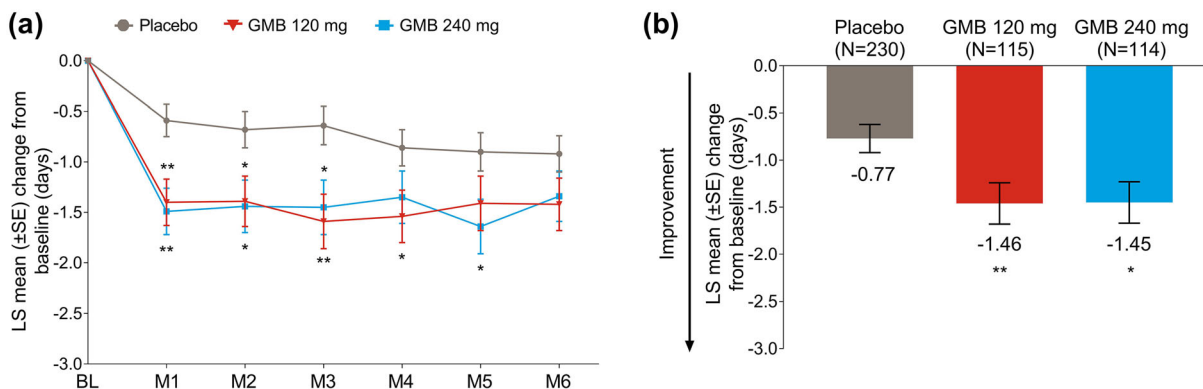 (a)
Placebo
GMB 120 mg
GMB 240 mg
LS mean (±SE) change from
baseline (days)
0.0
-0.5
-1.0
-1.5
-2.0
-2.5
-3.0
**
*
*
**
*
**
*
*
BL
M1
M2
M3
M4
M5
M6
(b)
Placebo
(N=230)
GMB 120 mg
(N=115)
GMB 240 mg
(N=114)
Improvement
LS mean (±SE) change
from baseline (days)
0.0
-0.5
-1.0
-1.5
-2.0
-2.5
-3.0
-0.77
-1.46
-1.45
**
*